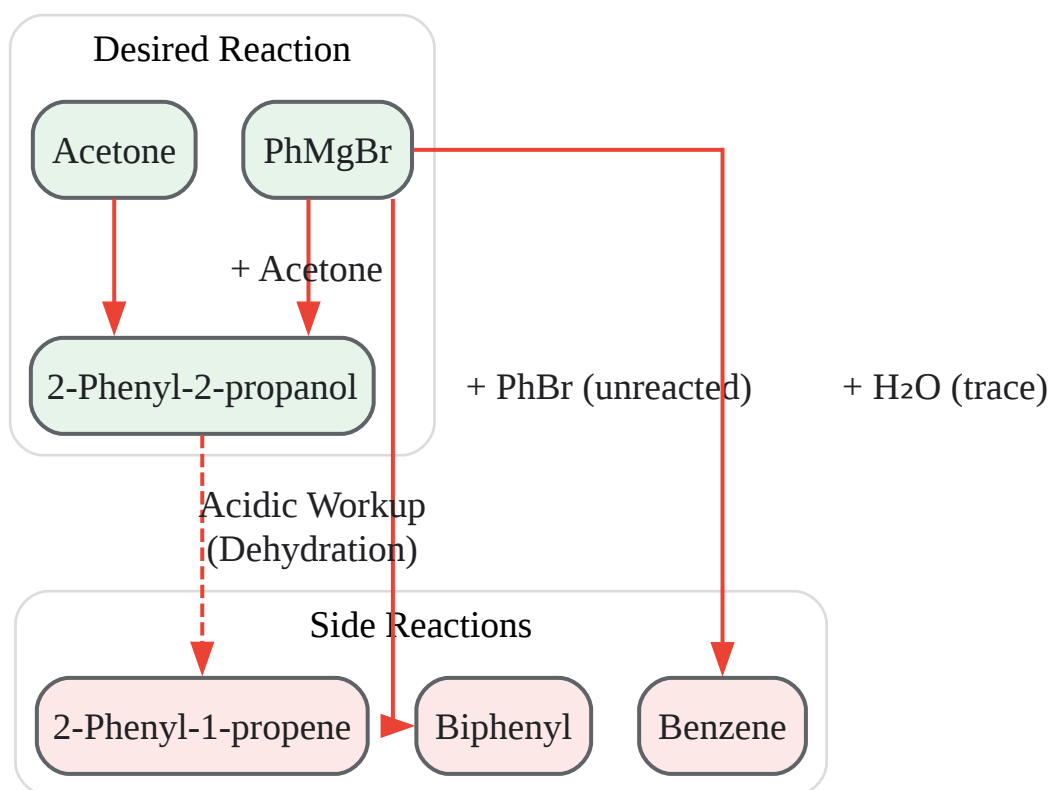 Desired Reaction
Acetone
PhMgBr
+ Acetone
2-Phenyl-2-propanol
+ PhBr (unreacted)
+ H₂O (trace)
Acidic Workup
(Dehydration)
Side Reactions
2-Phenyl-1-propene
Biphenyl
Benzene